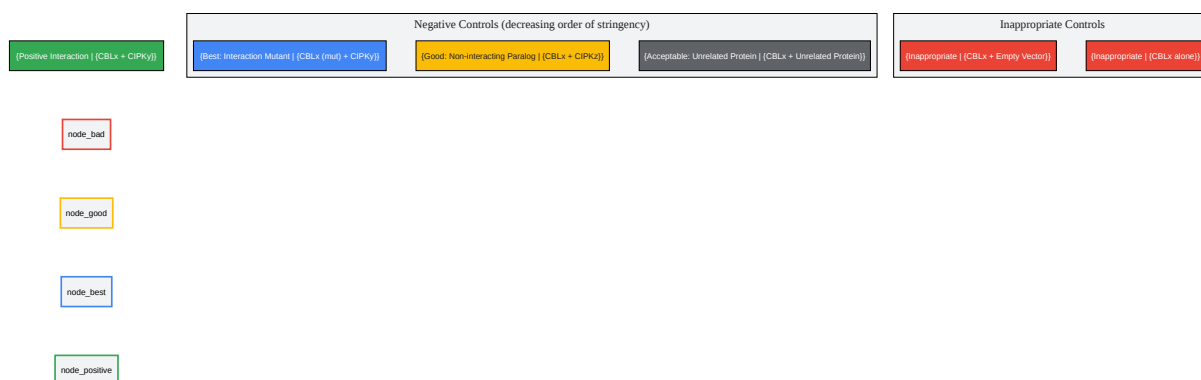 Negative Controls (decreasing order of stringency)
Inappropriate Controls
{Positive Interaction | {CBLx + CIPKy}}
{Best: Interaction Mutant | {CBLx (mut) + CIPKy}}
{Good: Non-interacting Paralog | {CBLx + CIPKz}}
{Acceptable: Unrelated Protein | {CBLx + Unrelated Protein}}
{Inappropriate | {CBLx + Empty Vector}}
{Inappropriate | {CBLx alone}}
node_bad
node_good
node_best
node_positive